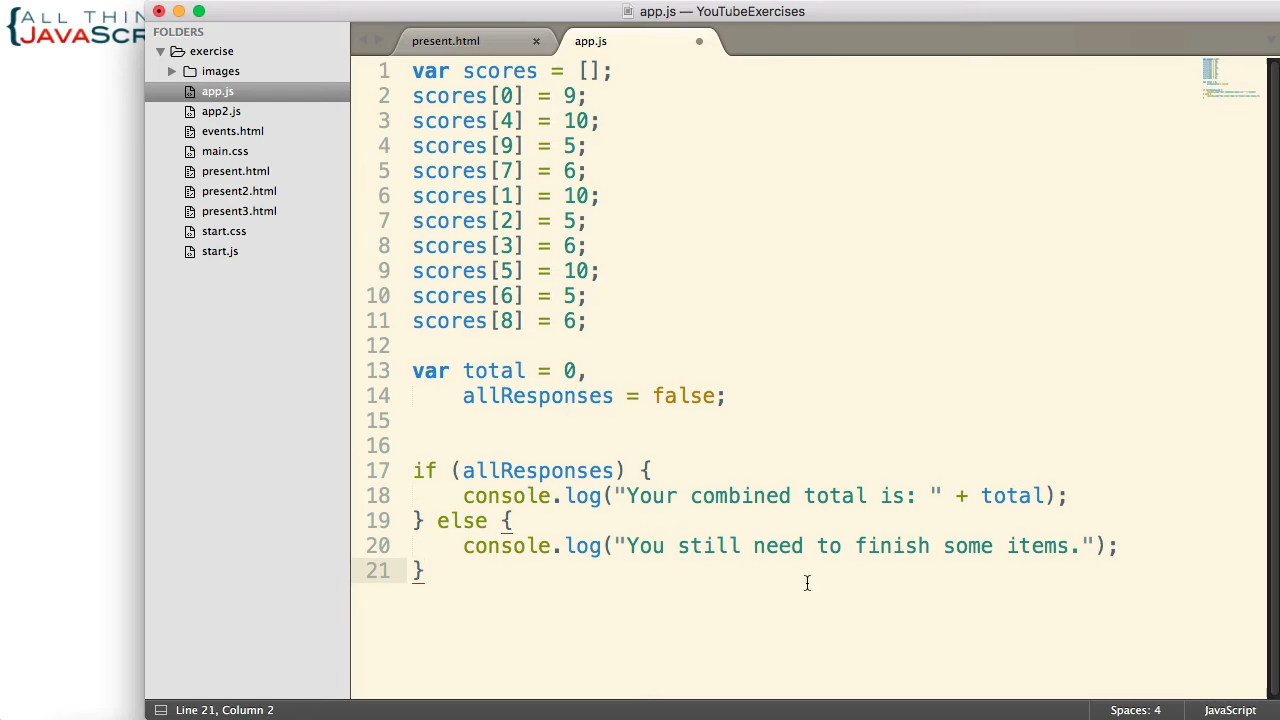 ALL THIN
JAVASCR
app.js — YouTubeExercises
FOLDERS
exercise
images
app.js
app2.js
events.html
main.css
present.html
present2.html
present3.html
start.css
start.js
present.html ×
app.js
1 var scores = [];
2 scores[0] = 9;
3 scores[4] = 10;
4 scores[9] = 5;
5 scores[7] = 6;
6 scores[1] = 10;
7 scores[2] = 5;
8 scores[3] = 6;
9 scores[5] = 10;
10 scores[6] = 5;
11 scores[8] = 6;
12
13 var total = 0,
14     allResponses = false;
15
16
17 if (allResponses) {
18     console.log("Your combined total is: " + total);
19 } else {
20     console.log("You still need to finish some items.");
21 }
Line 21, Column 2
Spaces: 4
JavaScript